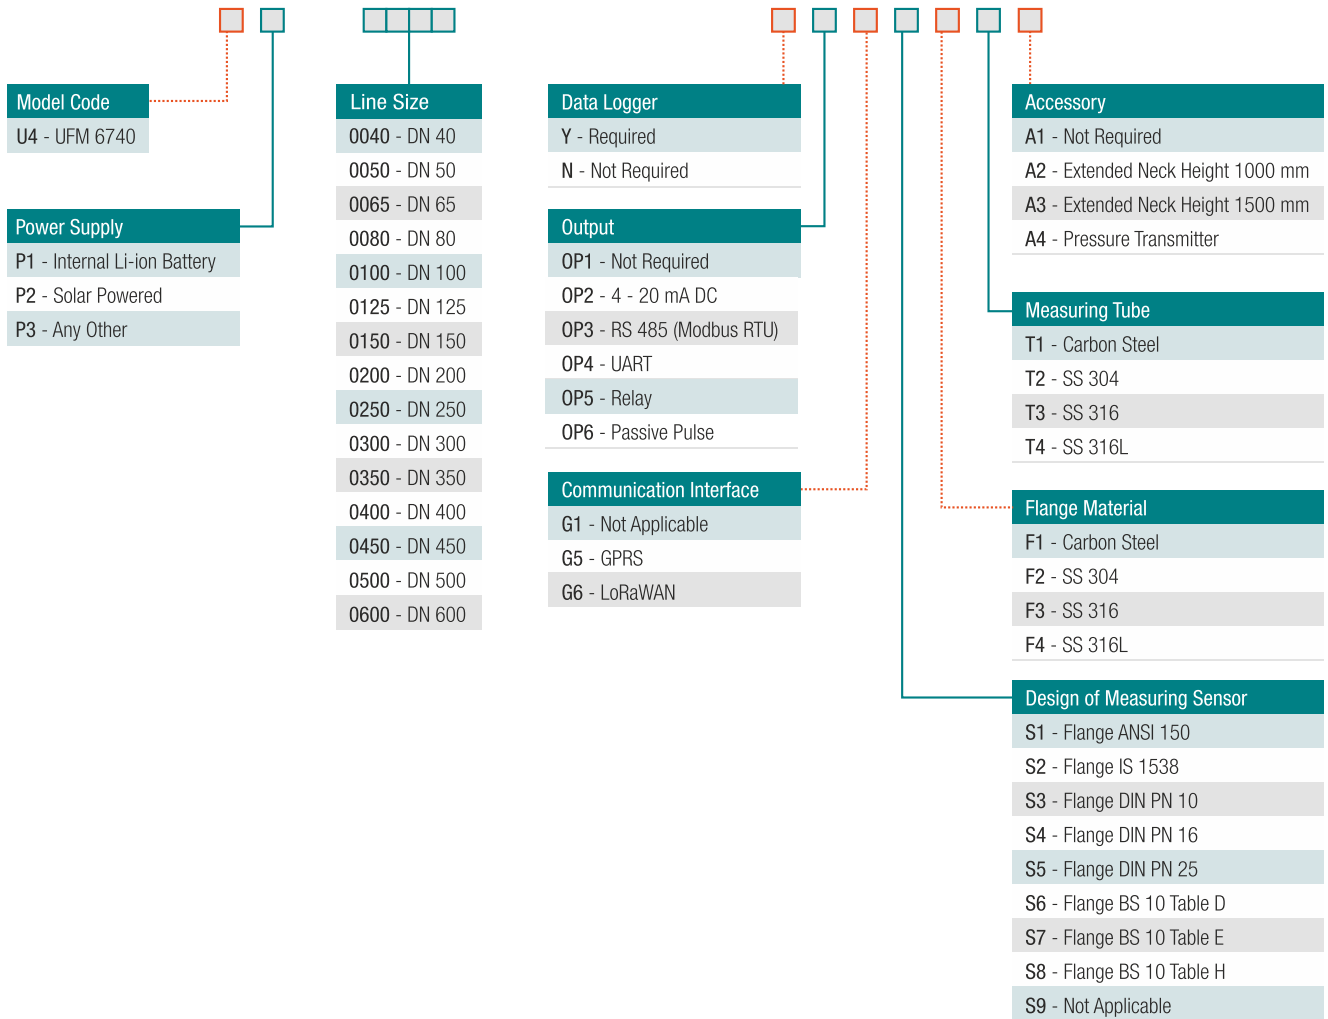 Model Code
U4 - UFM 6740
Power Supply
P1 - Internal Li-ion Battery
P2 - Solar Powered
P3 - Any Other
Line Size
0040 - DN 40
0050 - DN 50
0065 - DN 65
0080 - DN 80
0100 - DN 100
0125 - DN 125
0150 - DN 150
0200 - DN 200
0250 - DN 250
0300 - DN 300
0350 - DN 350
0400 - DN 400
0450 - DN 450
0500 - DN 500
0600 - DN 600
Data Logger
Y - Required
N - Not Required
Output
OP1 - Not Required
OP2 - 4 - 20 mA DC
OP3 - RS 485 (Modbus RTU)
OP4 - UART
OP5 - Relay
OP6 - Passive Pulse
Communication Interface
G1 - Not Applicable
G5 - GPRS
G6 - LoRaWAN
Accessory
A1 - Not Required
A2 - Extended Neck Height 1000 mm
A3 - Extended Neck Height 1500 mm
A4 - Pressure Transmitter
Measuring Tube
T1 - Carbon Steel
T2 - SS 304
T3 - SS 316
T4 - SS 316L
Flange Material
F1 - Carbon Steel
F2 - SS 304
F3 - SS 316
F4 - SS 316L
Design of Measuring Sensor
S1 - Flange ANSI 150
S2 - Flange IS 1538
S3 - Flange DIN PN 10
S4 - Flange DIN PN 16
S5 - Flange DIN PN 25
S6 - Flange BS 10 Table D
S7 - Flange BS 10 Table E
S8 - Flange BS 10 Table H
S9 - Not Applicable